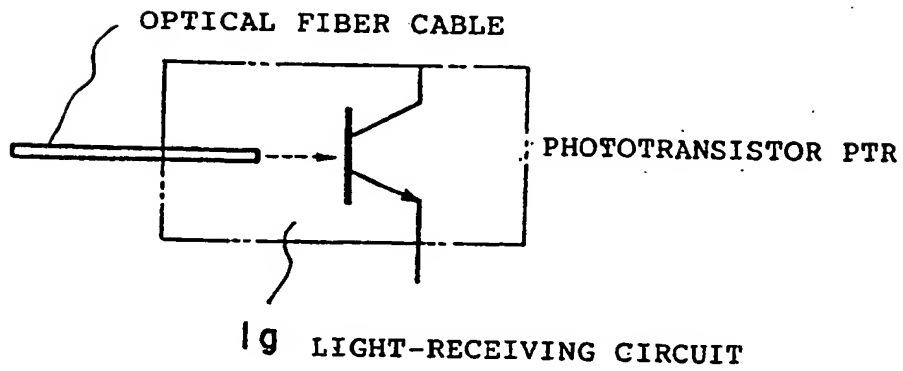 OPTICAL FIBER CABLE
PHOTOTRANSISTOR PTR
1g LIGHT-RECEIVING CIRCUIT